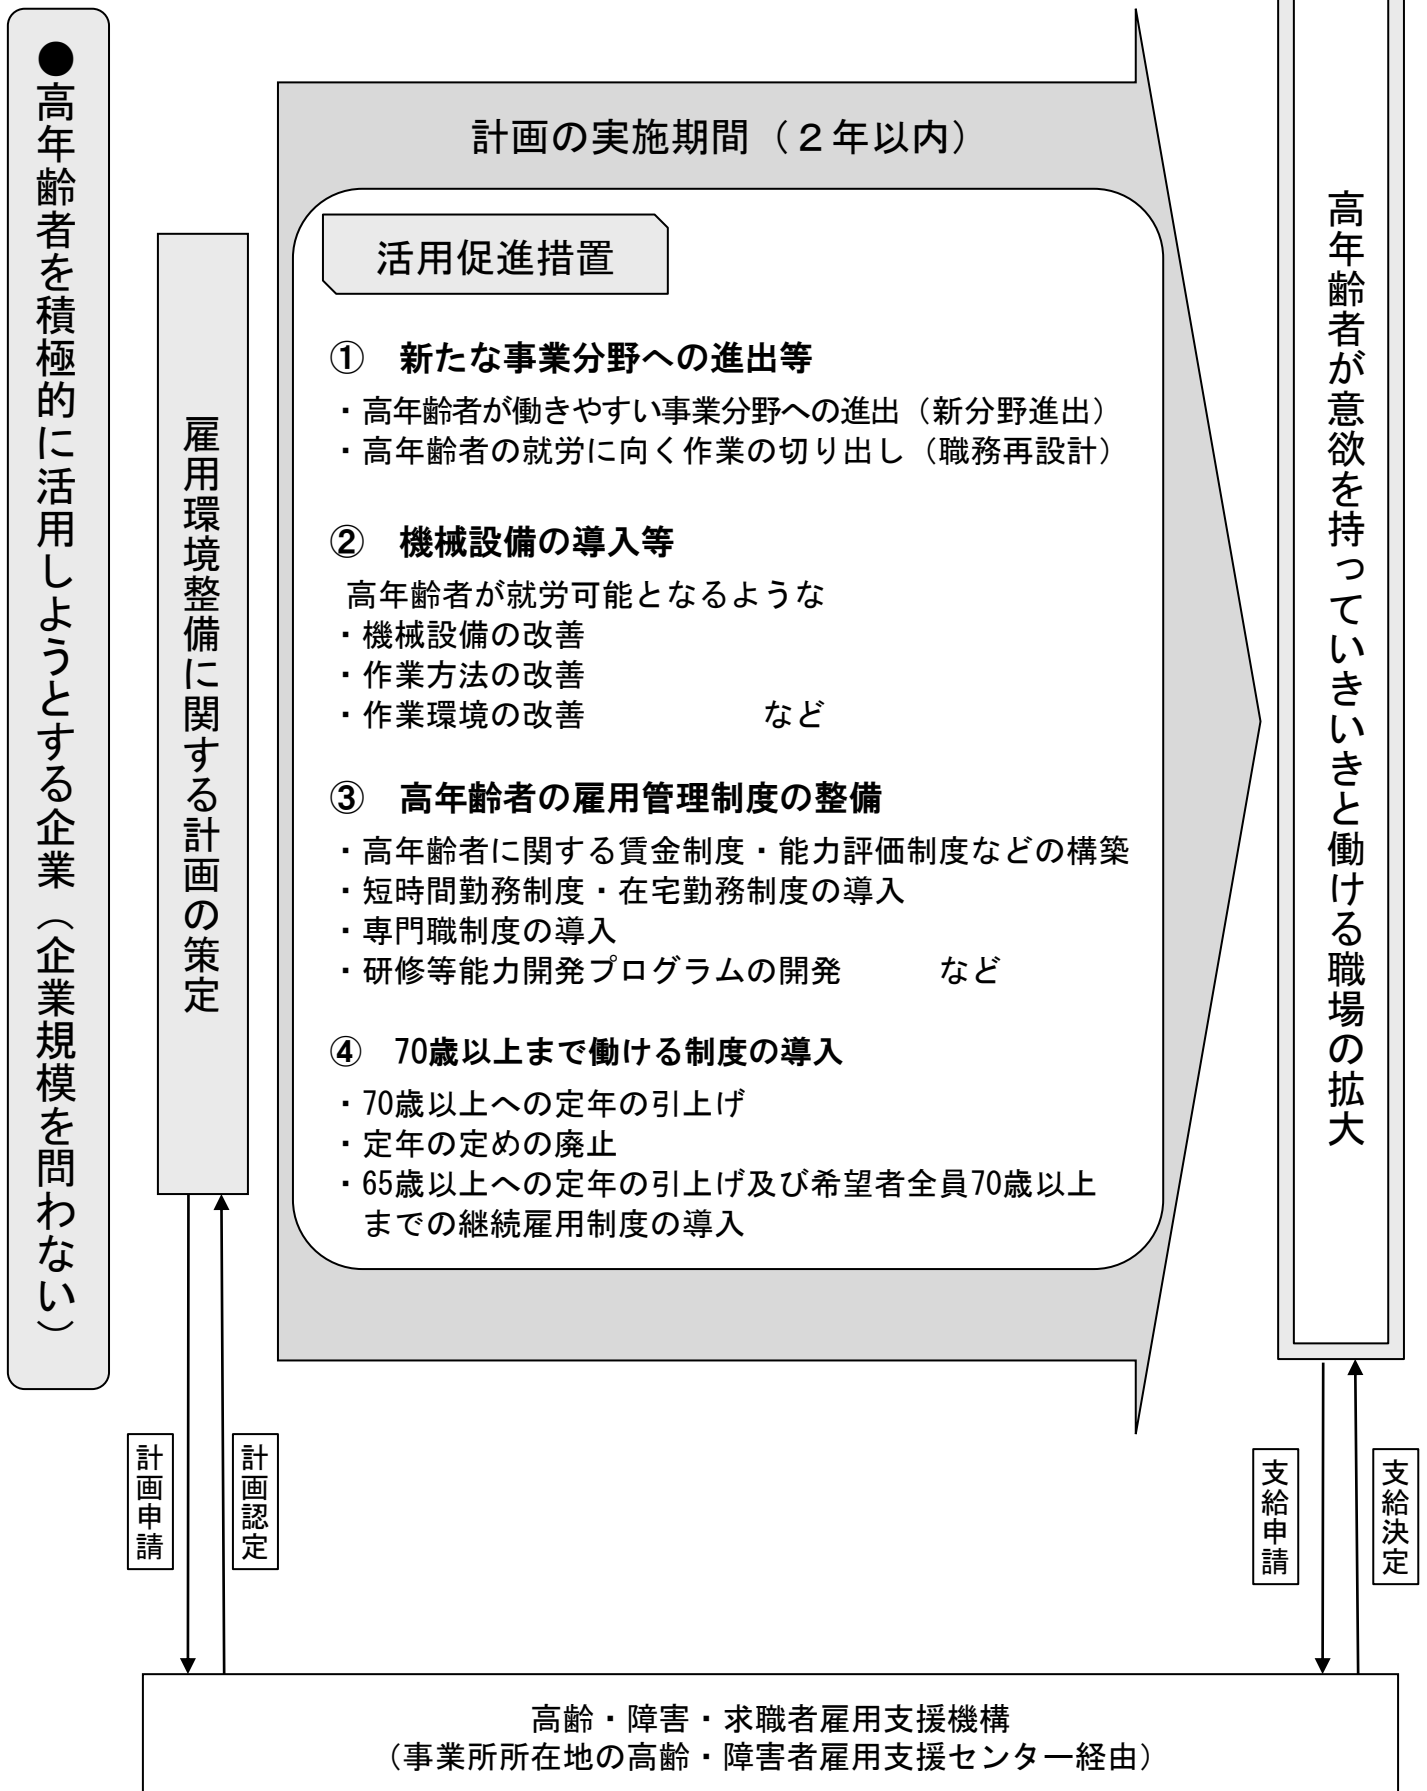 ●高年齢者を積極的に活用しようとする企業（企業規模を問わない）
雇用環境整備に関する計画の策定
計画の実施期間（２年以内）
活用促進措置
①　新たな事業分野への進出等
・高年齢者が働きやすい事業分野への進出（新分野進出）
・高年齢者の就労に向く作業の切り出し（職務再設計）
②　機械設備の導入等
高年齢者が就労可能となるような
・機械設備の改善
・作業方法の改善
・作業環境の改善　　　　　など
③　高年齢者の雇用管理制度の整備
・高年齢者に関する賃金制度・能力評価制度などの構築
・短時間勤務制度・在宅勤務制度の導入
・専門職制度の導入
・研修等能力開発プログラムの開発　　　など
④　70歳以上まで働ける制度の導入
・70歳以上への定年の引上げ
・定年の定めの廃止
・65歳以上への定年の引上げ及び希望者全員70歳以上
までの継続雇用制度の導入
高年齢者が意欲を持っていきいきと働ける職場の拡大
計画申請
計画認定
支給申請
支給決定
高齢・障害・求職者雇用支援機構
（事業所所在地の高齢・障害者雇用支援センター経由）